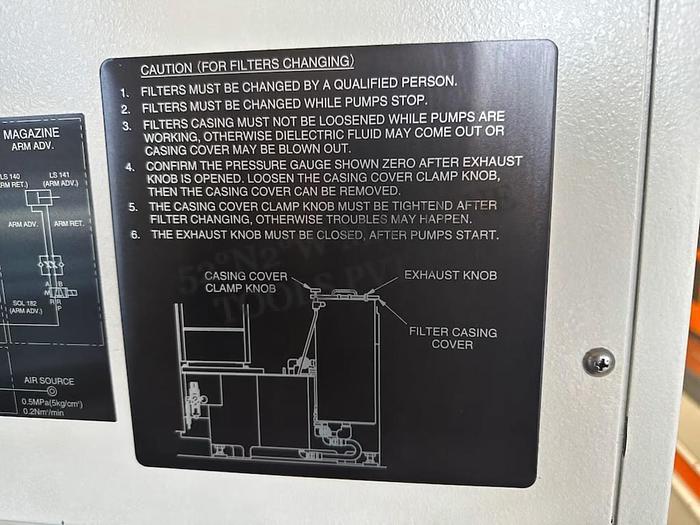 CAUTION (FOR FILTERS CHANGING)
1. FILTERS MUST BE CHANGED BY A QUALIFIED PERSON.
2. FILTERS MUST BE CHANGED WHILE PUMPS STOP.
3. FILTERS CASING MUST NOT BE LOOSENED WHILE PUMPS ARE
WORKING, OTHERWISE DIELECTRIC FLUID MAY COME OUT OR
CASING COVER MAY BE BLOWN OUT.
4. CONFIRM THE PRESSURE GAUGE SHOWN ZERO AFTER EXHAUST
KNOB IS OPENED. LOOSEN THE CASING COVER CLAMP KNOB,
THEN THE CASING COVER CAN BE REMOVED.
5. THE CASING COVER CLAMP KNOB MUST BE TIGHTEND AFTER
FILTER CHANGING, OTHERWISE TROUBLES MAY HAPPEN.
6. THE EXHAUST KNOB MUST BE CLOSED, AFTER PUMPS START.
CASING COVER
CLAMP KNOB
EXHAUST KNOB
FILTER CASING
COVER
MAGAZINE
ARM ADV.
LS 140
LS 141
(ARM ADV.)
ARM ADV.
ARM RET.
A B
R R
P
SOL 182
(ARM ADV.)
AIR SOURCE
0.5MPa(5kg/cm²)
0.2Nm³/min